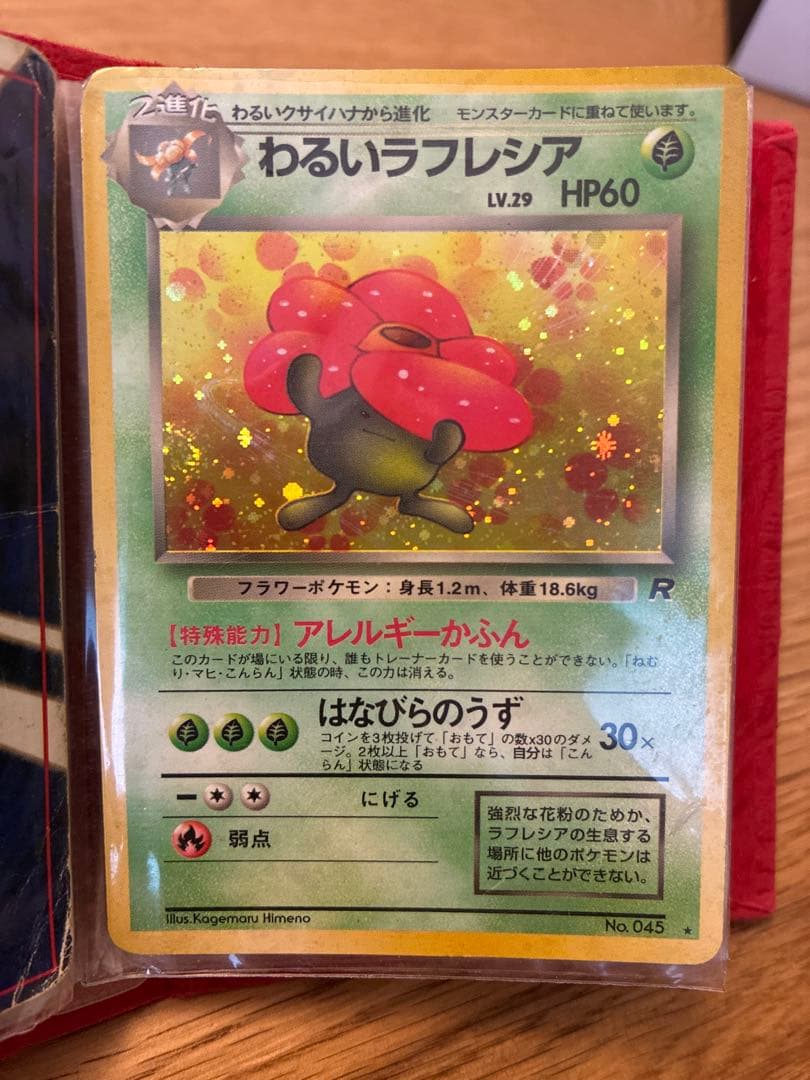 2進化
わるいクサイハナから進化 モンスターカードに重ねて使います。
わるいラフレシア
LV.29 HP60
フラワーポケモン：身長1.2m、体重18.6kg
R
【特殊能力】アレルギーかふん
このカードが場にいる限り、誰もトレーナーカードを使うことができない。「ねむ
り・マヒ・こんらん」状態の時、この力は消える。
はなびらのうず
コインを3枚投げて「おもて」の数x30のダメ
ージ。2枚以上「おもて」なら、自分は「こん
らん」状態になる
30×
にげる
弱点
強烈な花粉のためか、
ラフレシアの生息する
場所に他のポケモンは
近づくことができない。
Illus.Kagemaru Himeno
No. 045 ★